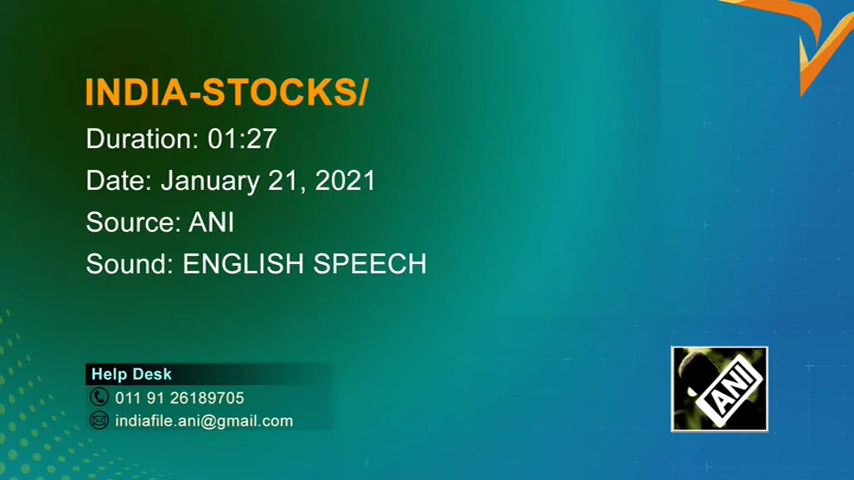 INDIA-STOCKS/
Duration: 01:27
Date: January 21, 2021
Source: ANI
Sound: ENGLISH SPEECH
Help Desk
011 91 26189705
indiafile.ani@gmail.com
ANI